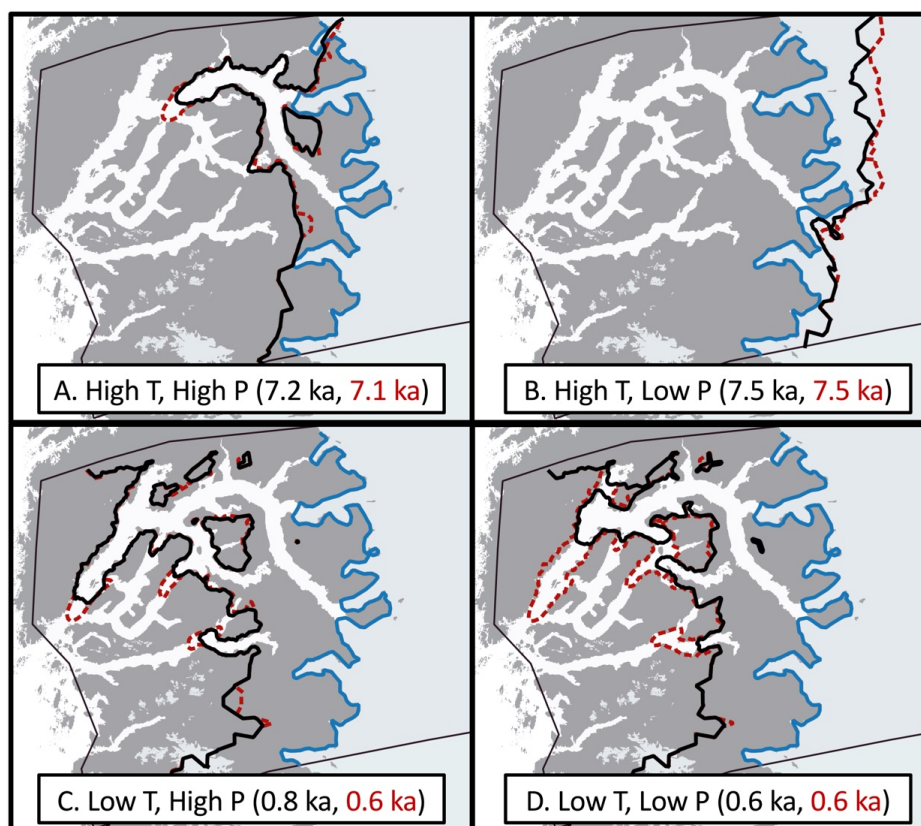 A. High T, High P (7.2 ka, 7.1 ka)
B. High T, Low P (7.5 ka, 7.5 ka)
C. Low T, High P (0.8 ka, 0.6 ka)
D. Low T, Low P (0.6 ka, 0.6 ka)